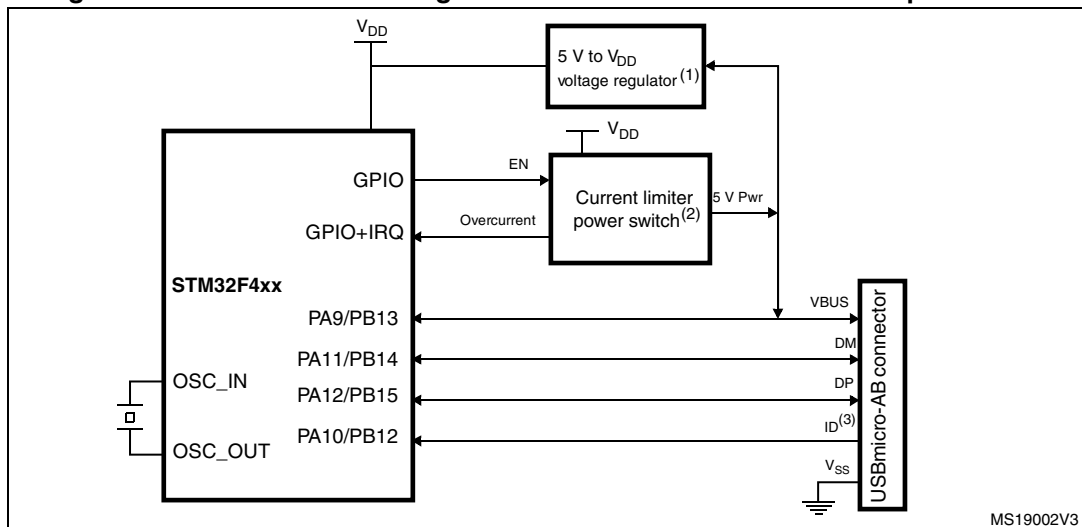 V_DD
5 V to V_DD
voltage regulator (1)
V_DD
GPIO
EN
Current limiter
power switch(2)
5 V Pwr
GPIO+IRQ
Overcurrent
STM32F4xx
PA9/PB13
VBUS
PA11/PB14
DM
OSC_IN
PA12/PB15
DP
PA10/PB12
ID(3)
OSC_OUT
V_SS
USBmicro-AB connector
MS19002V3